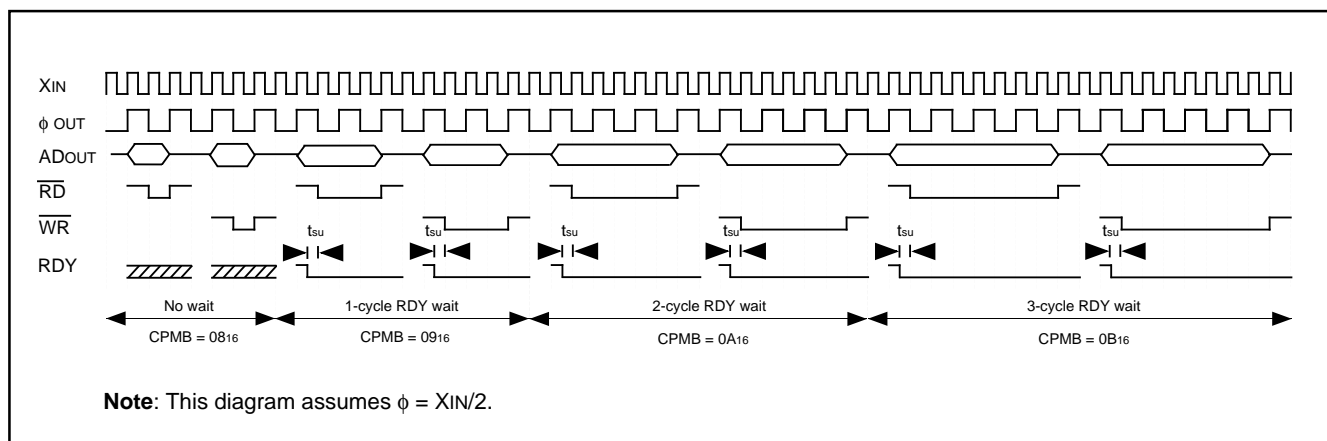 XIN
φ OUT
ADOUT
RD
WR
tsu tsu tsu tsu tsu tsu
RDY
No wait 1-cycle RDY wait 2-cycle RDY wait 3-cycle RDY wait
CPMB = 0816 CPMB = 0916 CPMB = 0A16 CPMB = 0B16
Note: This diagram assumes φ = XIN/2.